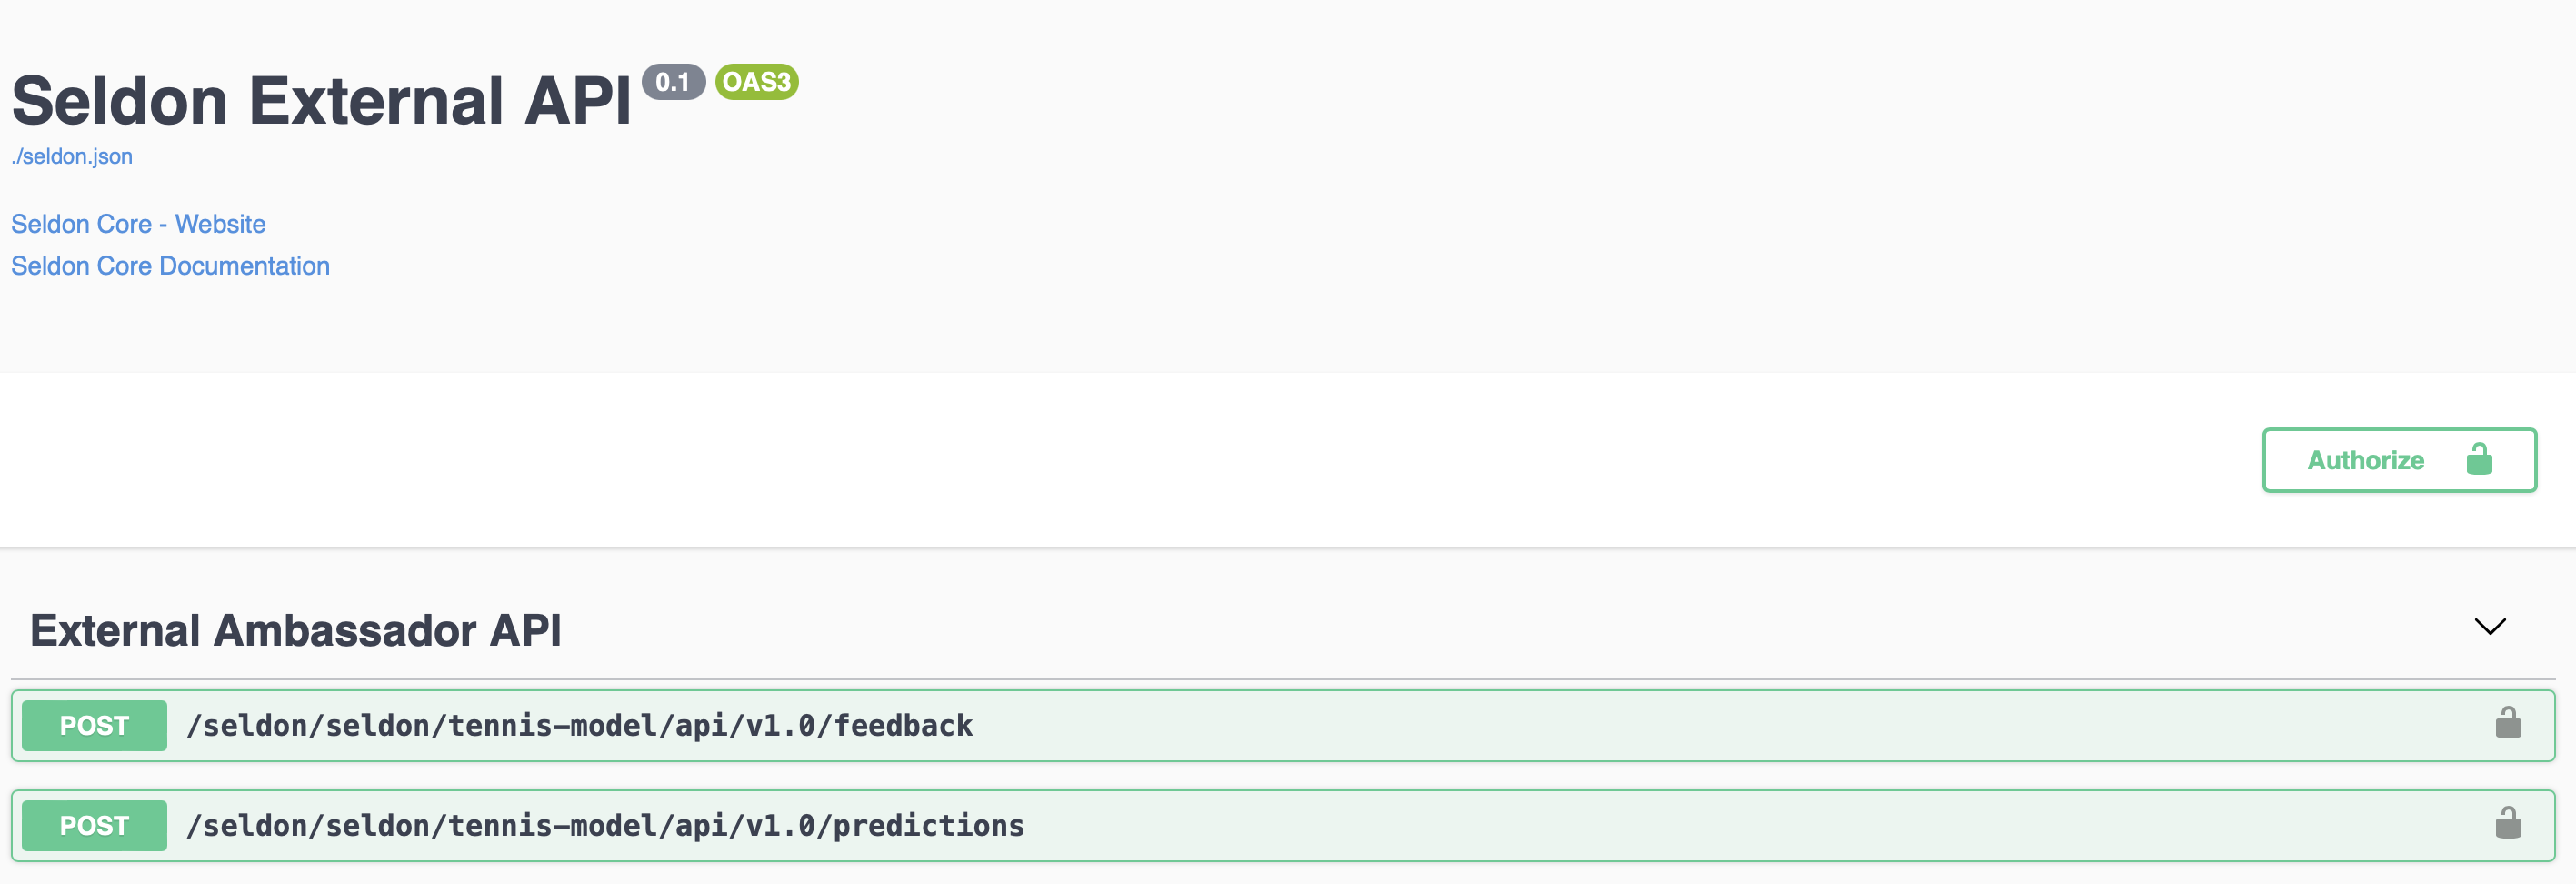 Seldon External API 0.1 OAS3
./seldon.json
Seldon Core - Website
Seldon Core Documentation
Authorize
External Ambassador API
POST /seldon/seldon/tennis-model/api/v1.0/feedback
POST /seldon/seldon/tennis-model/api/v1.0/predictions